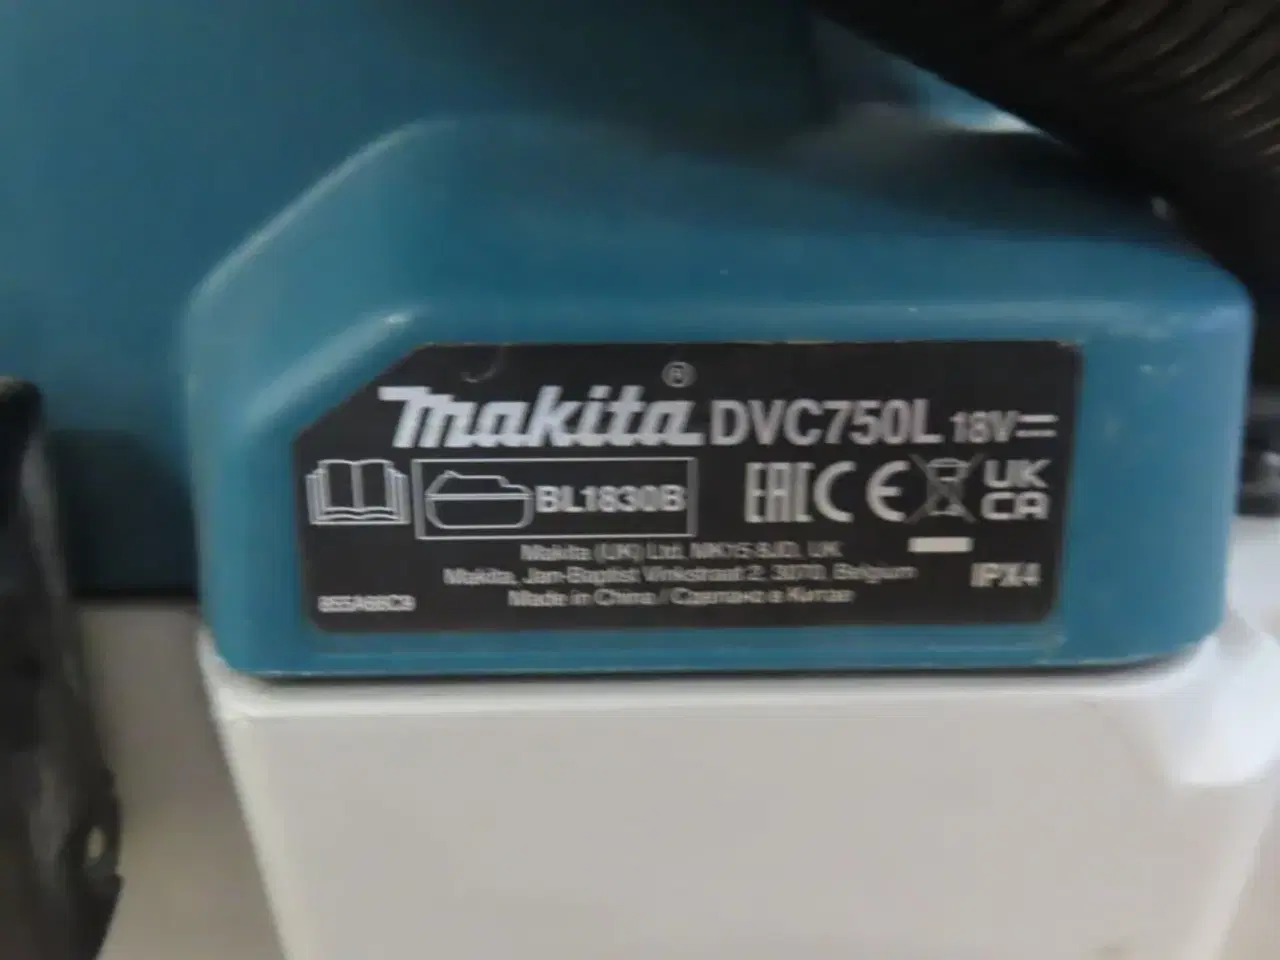 makita® DVC750L 18V
BL1830B EAC CE UK CA
Makita (UK) Ltd. MK15 8JD, UK
Makita, Jan-Baptist Vinkstraat 2, 3070, Belgium
Made in China / Сделано в Китае
IPX4